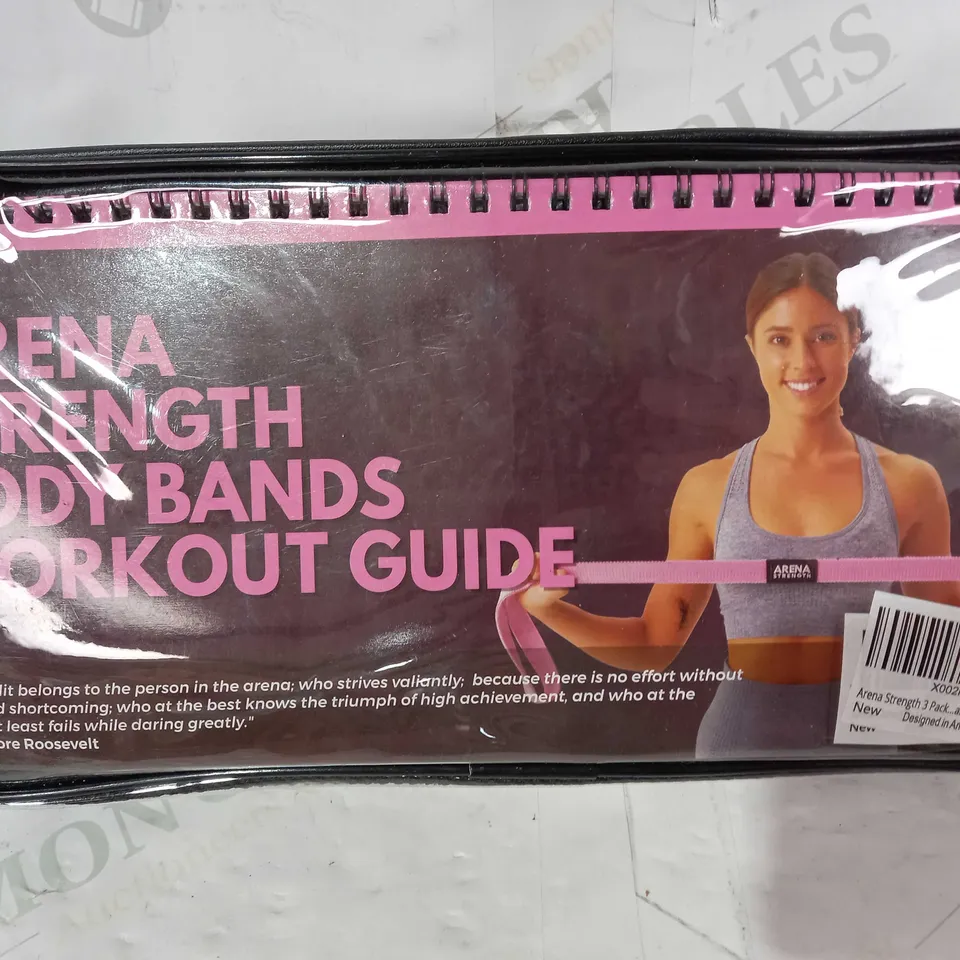 RENA
RENGTH
ODY BANDS
ORKOUT GUIDE
ARENA
STRENGTH
dit belongs to the person in the arena; who strives valiantly; because there is no effort without
d shortcoming; who at the best knows the triumph of high achievement, and who at the
t least fails while daring greatly."
ore Roosevelt
X002
Arena Strength 3 Pack...a
New
Designed in Am
New